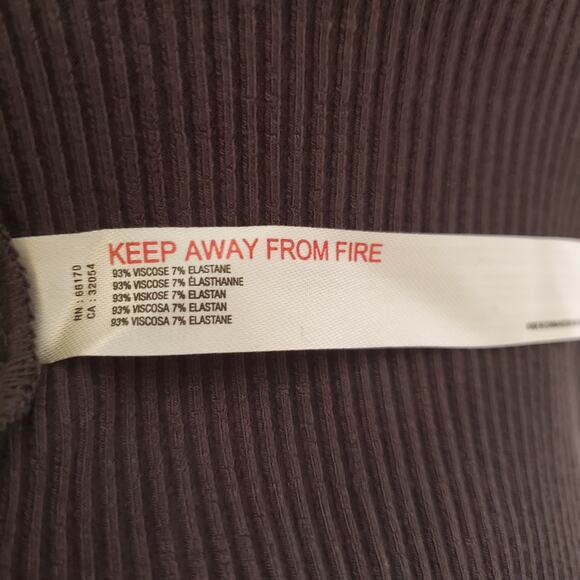 RN : 66170
CA : 32054
KEEP AWAY FROM FIRE
93% VISCOSE 7% ELASTANE
93% VISCOSE 7% ÉLASTHANNE
93% VISKOSE 7% ELASTAN
93% VISCOSA 7% ELASTAN
93% VISCOSA 7% ELASTANE